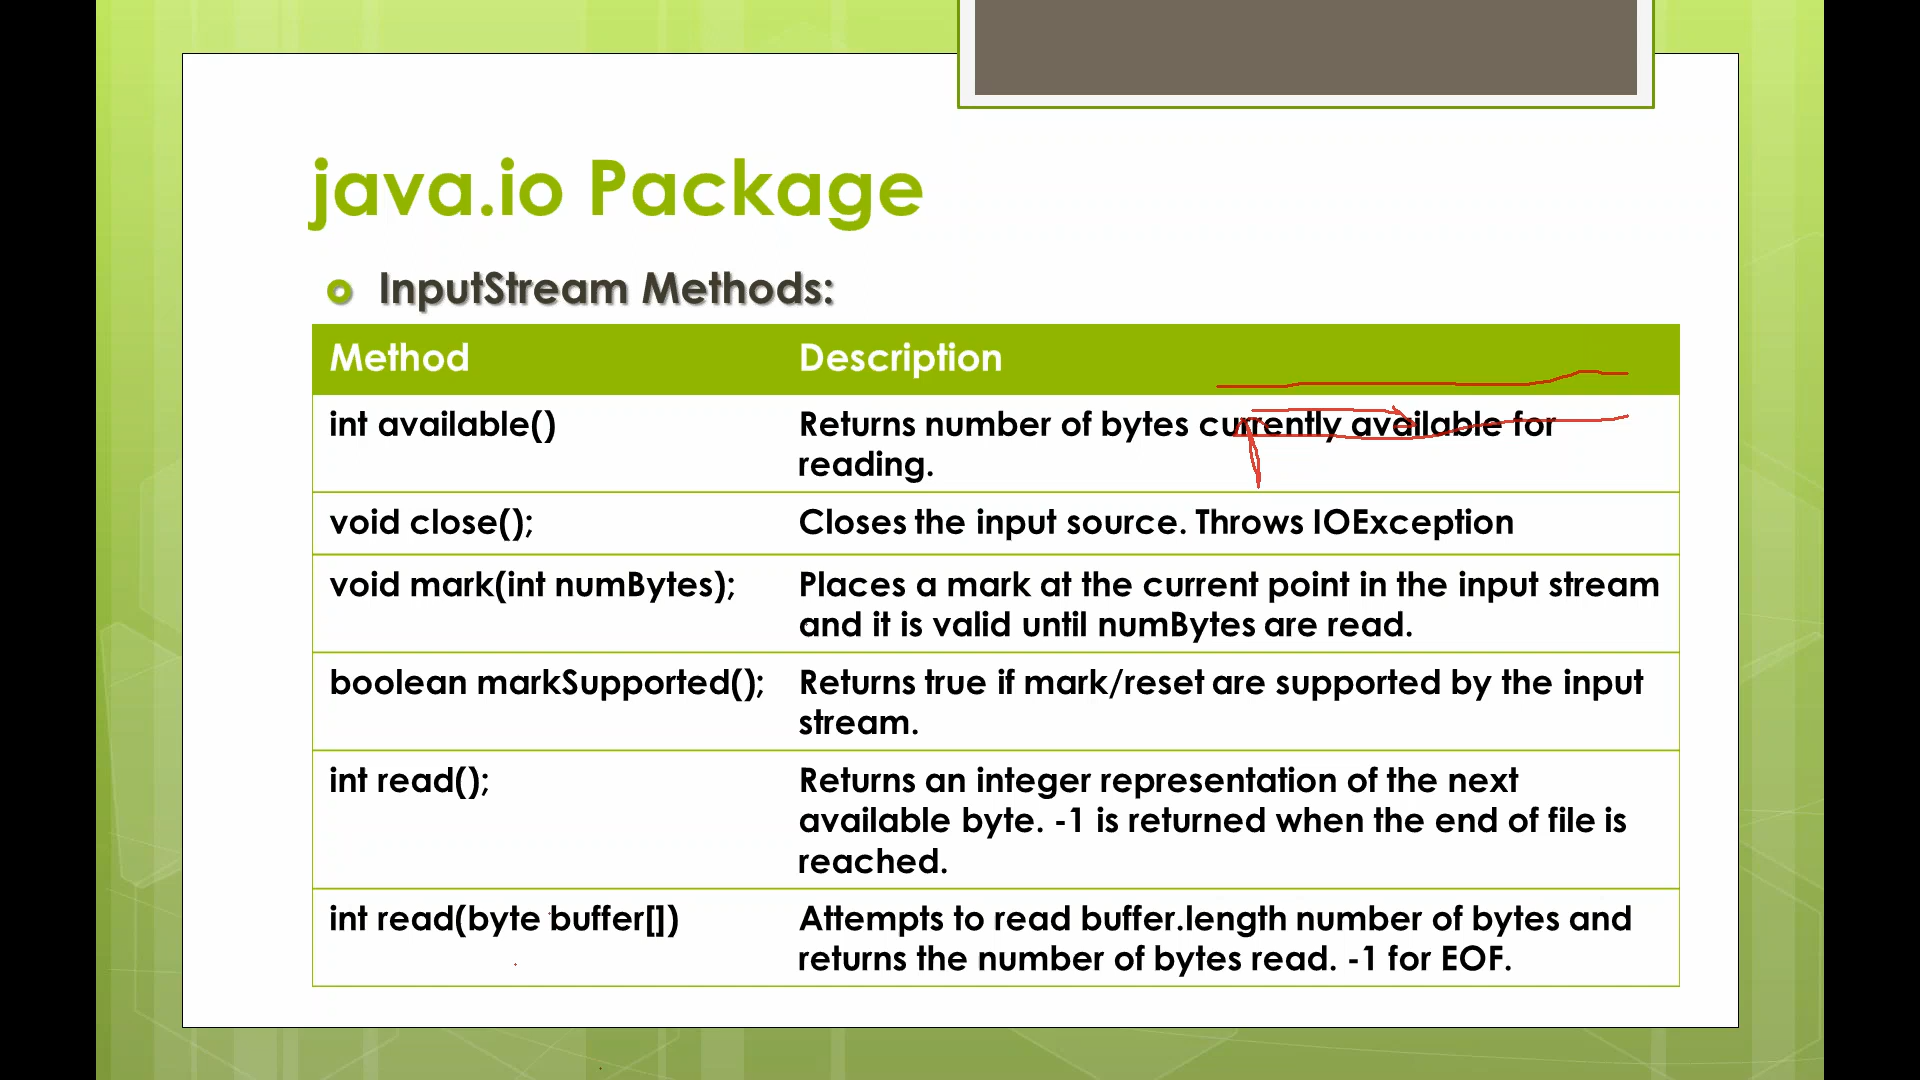 java.io Package
InputStream Methods:
Method Description
int available() Returns number of bytes currently available for
reading.
void close(); Closes the input source. Throws IOException
void mark(int numBytes); Places a mark at the current point in the input stream
and it is valid until numBytes are read.
boolean markSupported(); Returns true if mark/reset are supported by the input
stream.
int read(); Returns an integer representation of the next
available byte. -1 is returned when the end of file is
reached.
int read(byte buffer[]) Attempts to read buffer.length number of bytes and
returns the number of bytes read. -1 for EOF.